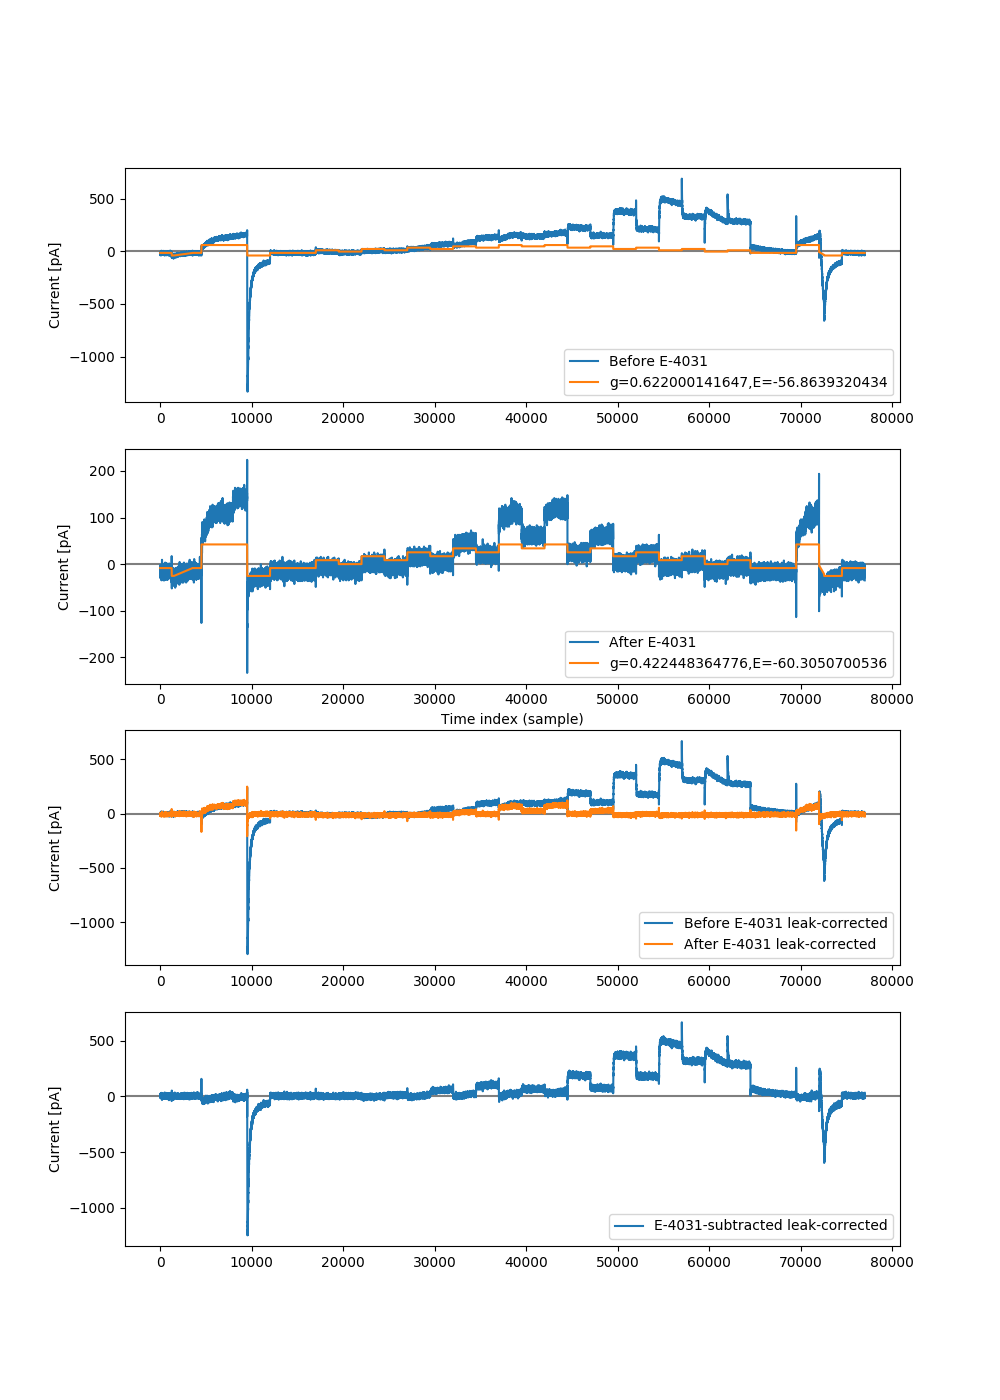 500
0
−500
−1000
Current [pA]
Before E-4031
g=0.622000141647,E=-56.8639320434
0 10000 20000 30000 40000 50000 60000 70000 80000
200
100
0
−100
−200
Current [pA]
After E-4031
g=0.422448364776,E=-60.3050700536
0 10000 20000 30000 40000 50000 60000 70000 80000
Time index (sample)
500
0
−500
−1000
Current [pA]
Before E-4031 leak-corrected
After E-4031 leak-corrected
0 10000 20000 30000 40000 50000 60000 70000 80000
500
0
−500
−1000
Current [pA]
E-4031-subtracted leak-corrected
0 10000 20000 30000 40000 50000 60000 70000 80000